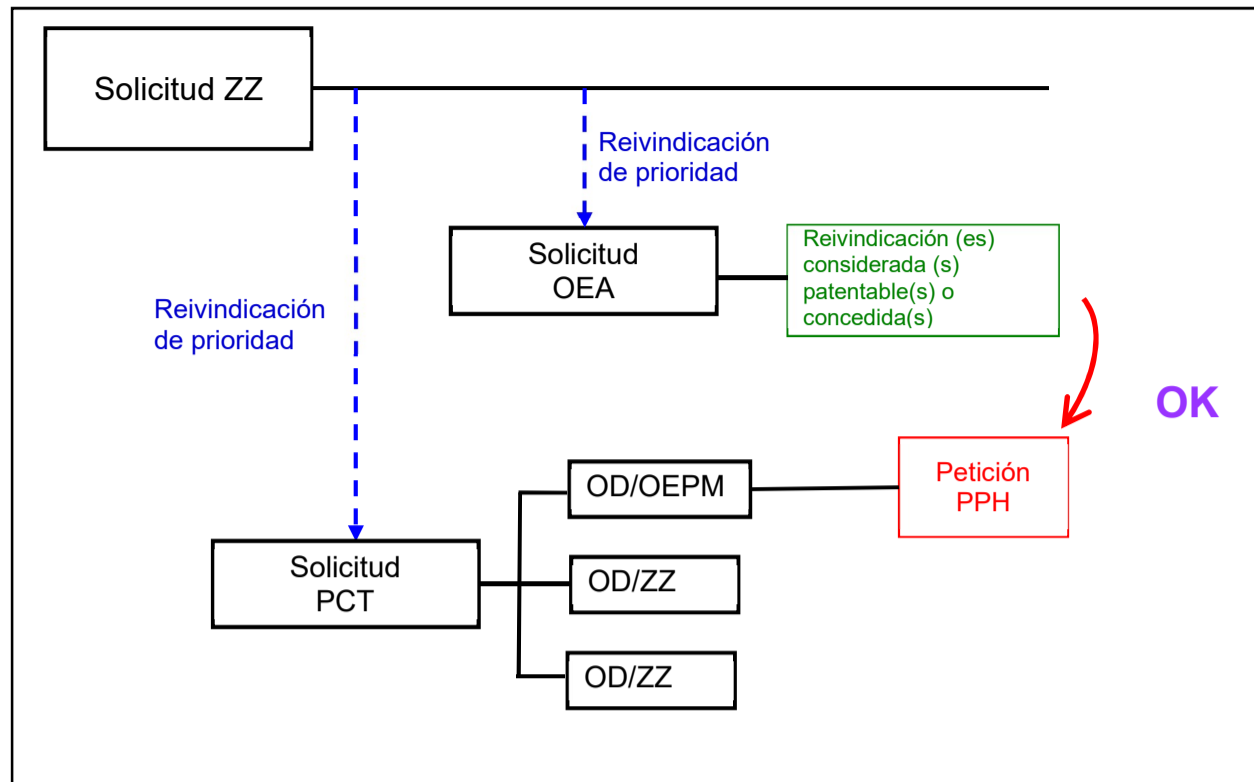 Solicitud ZZ
Reivindicación
de prioridad
Solicitud
OEA
Reivindicación (es)
considerada (s)
patentable(s) o
concedida(s)
Reivindicación
de prioridad
OK
OD/OEPM
Petición
PPH
Solicitud
PCT
OD/ZZ
OD/ZZ